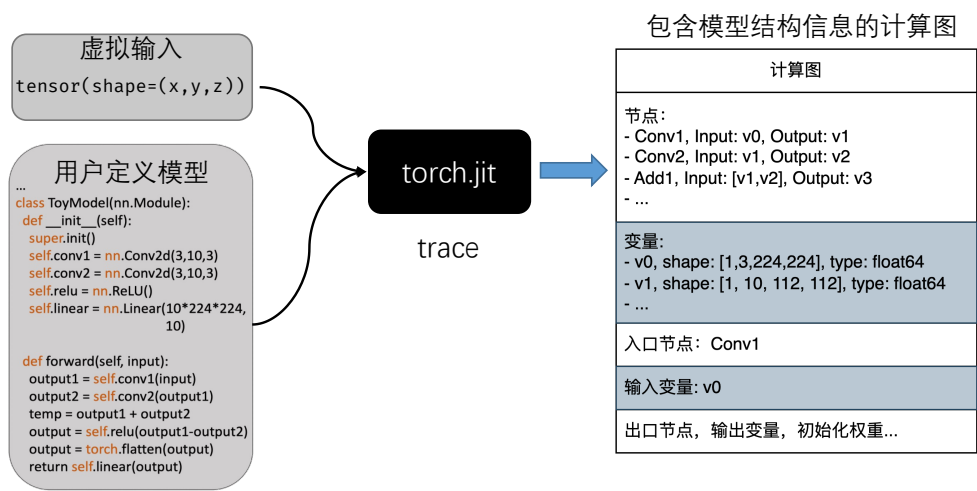 虚拟输入
tensor(shape=(x,y,z))
用户定义模型
...
class ToyModel(nn.Module):
def __init__(self):
super.init()
self.conv1 = nn.Conv2d(3,10,3)
self.conv2 = nn.Conv2d(3,10,3)
self.relu = nn.ReLU()
self.linear = nn.Linear(10*224*224,
10)
def forward(self, input):
output1 = self.conv1(input)
output2 = self.conv2(output1)
temp = output1 + output2
output = self.relu(output1-output2)
output = torch.flatten(output)
return self.linear(output)
torch.jit
trace
包含模型结构信息的计算图
计算图
节点：
- Conv1, Input: v0, Output: v1
- Conv2, Input: v1, Output: v2
- Add1, Input: [v1,v2], Output: v3
- ...
变量:
- v0, shape: [1,3,224,224], type: float64
- v1, shape: [1, 10, 112, 112], type: float64
- ...
入口节点：Conv1
输入变量: v0
出口节点，输出变量，初始化权重...